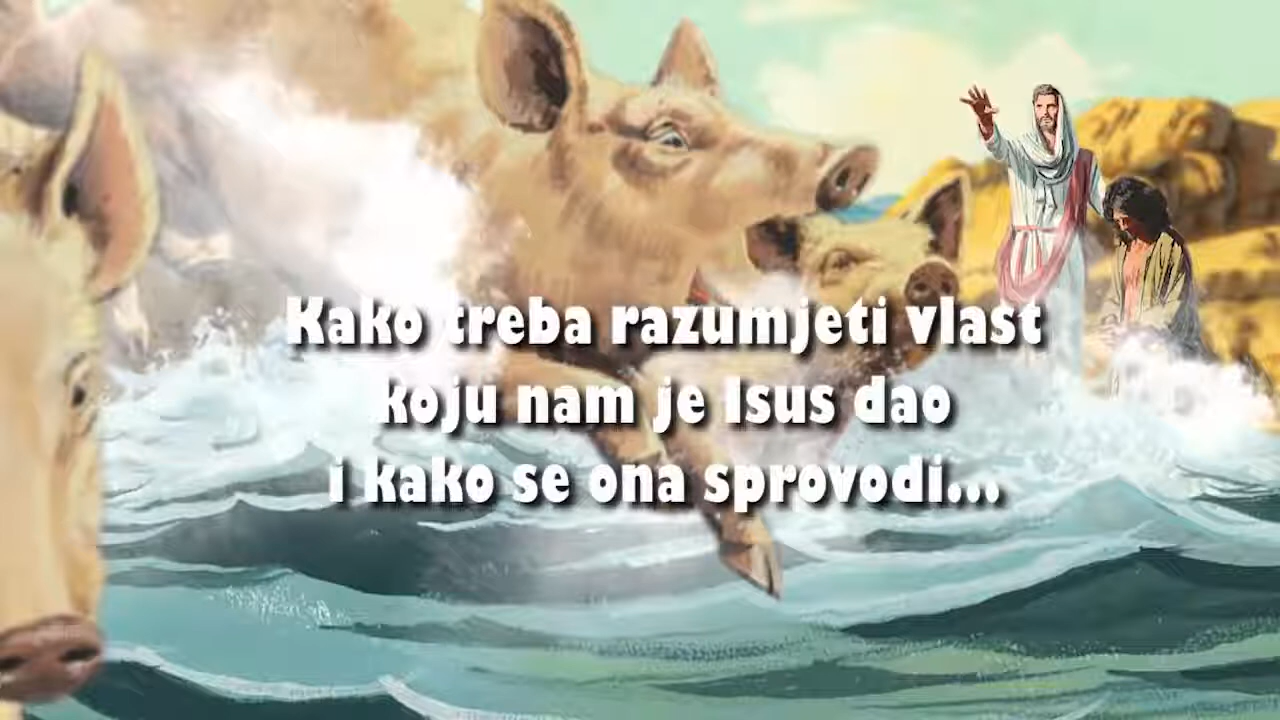 Kako treba razumjeti vlast
koju nam je Isus dao
i kako se ona sprovodi...